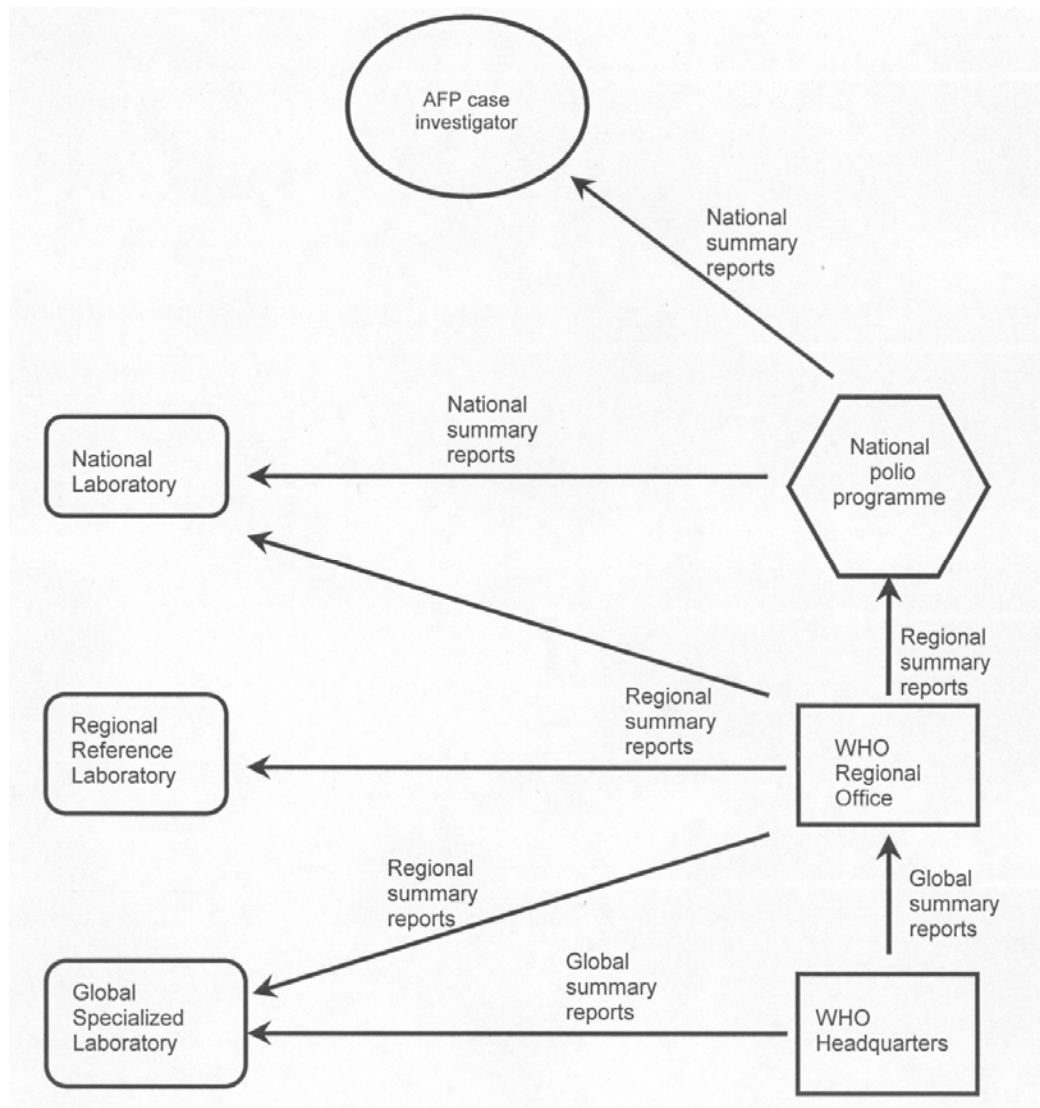 AFP case
investigator
National
summary
reports
National
summary
reports
National
Laboratory
National
polio
programme
Regional
summary
reports
Regional
Reference
Laboratory
Regional
summary
reports
WHO
Regional
Office
Regional
summary
reports
Global
summary
reports
Global
Specialized
Laboratory
Global
summary
reports
WHO
Headquarters